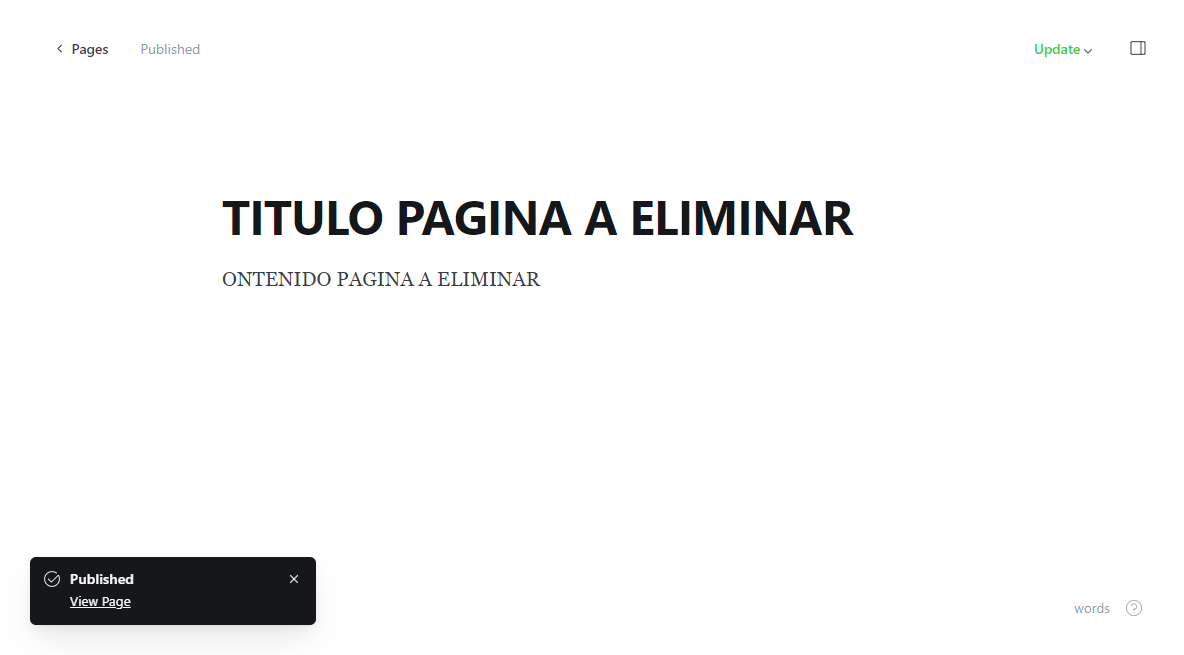 Pages
Published
Update
TITULO PAGINA A ELIMINAR
ONTENIDO PAGINA A ELIMINAR
Published
View Page
words
?